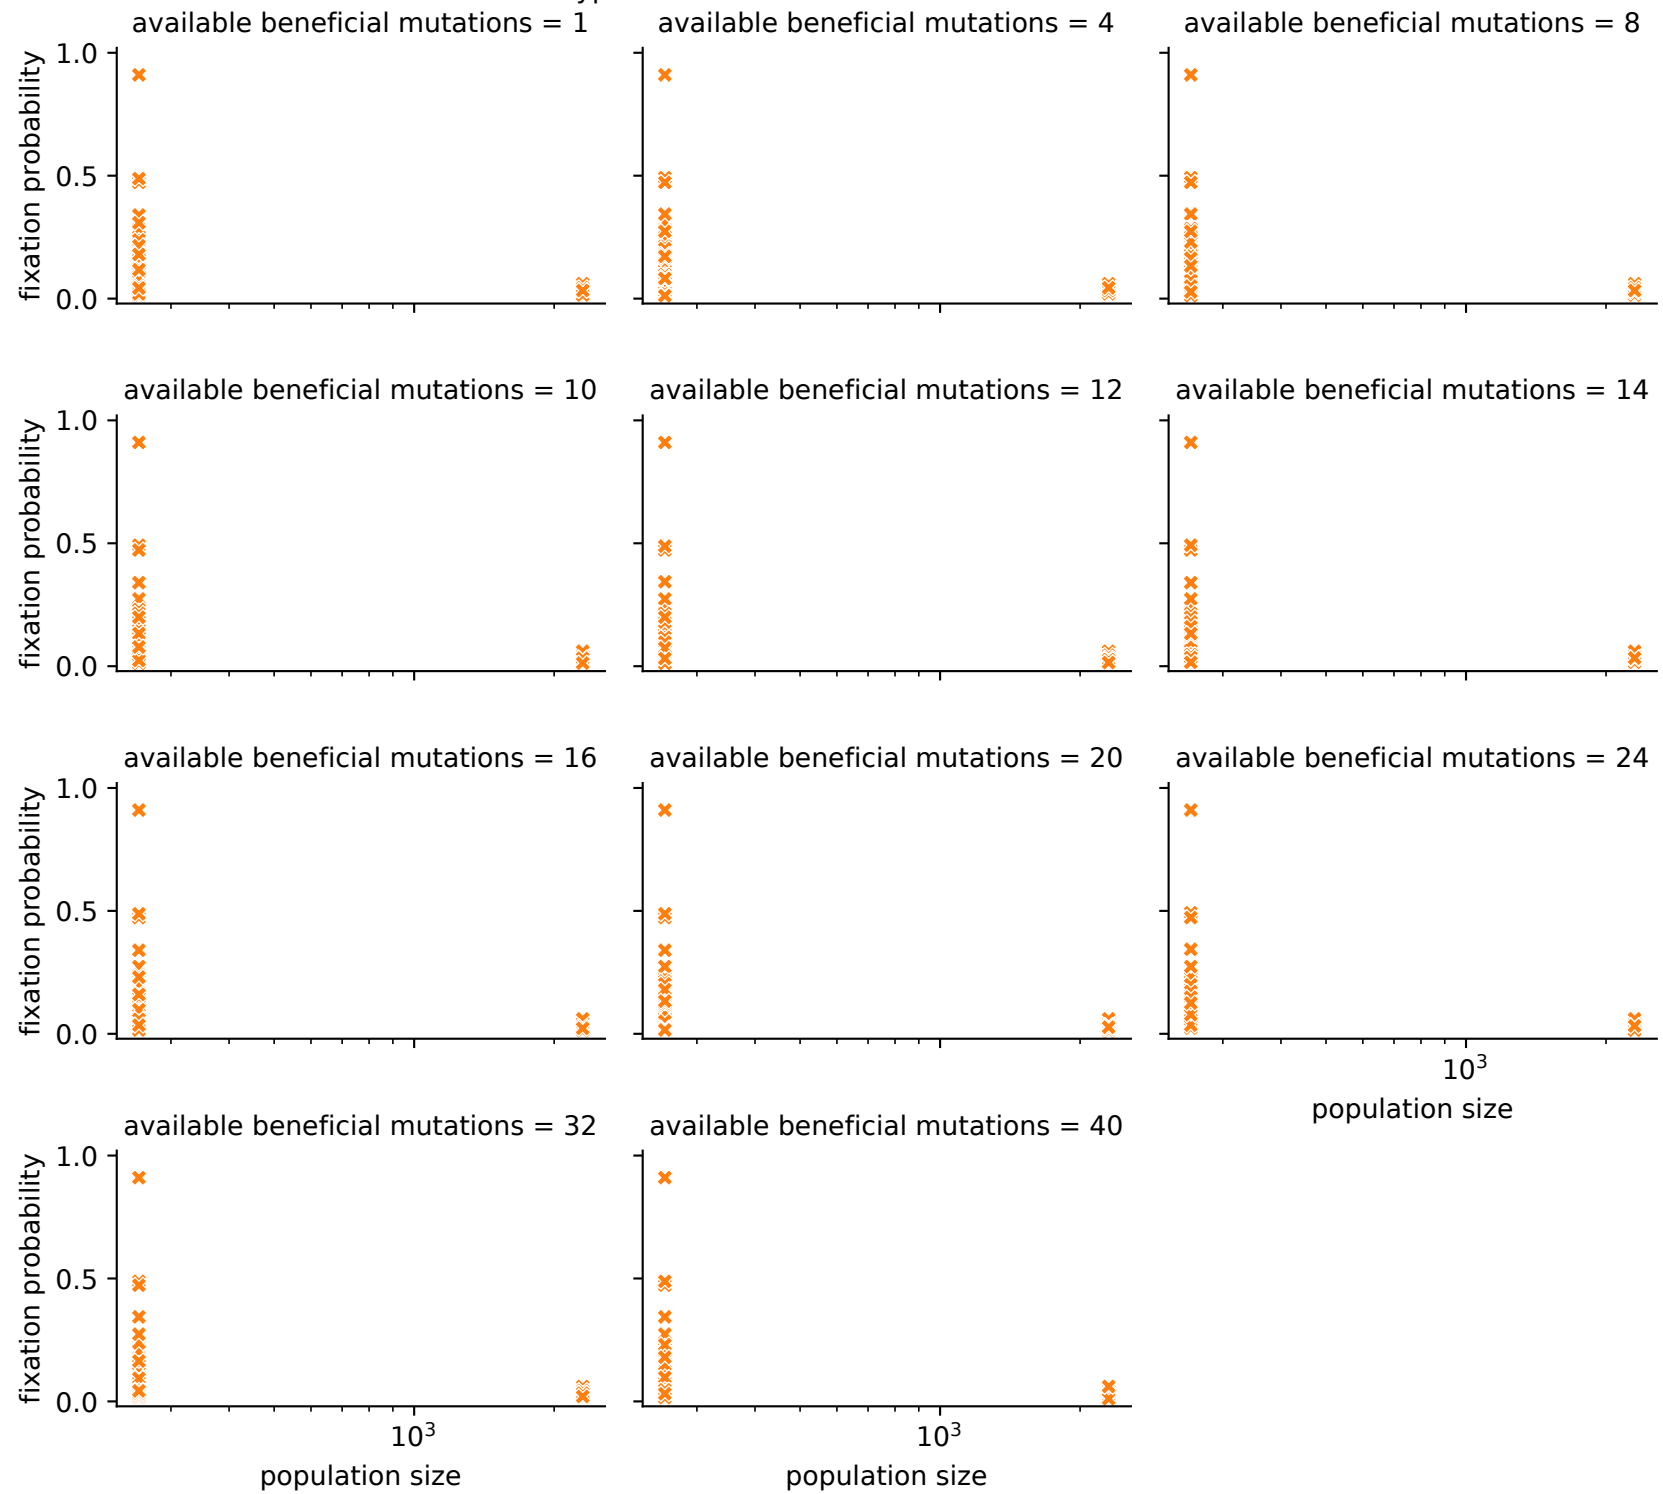 available beneficial mutations = 1
available beneficial mutations = 4
available beneficial mutations = 8
fixation probability
1.0
0.5
0.0
available beneficial mutations = 10
available beneficial mutations = 12
available beneficial mutations = 14
fixation probability
1.0
0.5
0.0
available beneficial mutations = 16
available beneficial mutations = 20
available beneficial mutations = 24
fixation probability
1.0
0.5
0.0
10³
population size
available beneficial mutations = 32
available beneficial mutations = 40
fixation probability
1.0
0.5
0.0
10³
10³
population size
population size